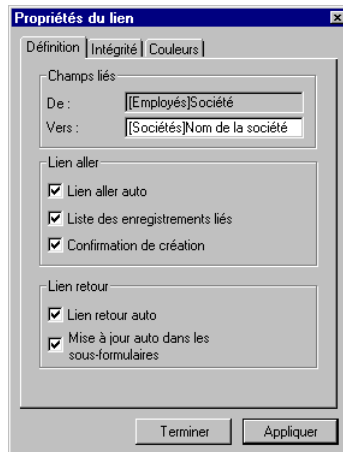 Propriétés du lien
Définition Intégrité Couleurs
Champs liés
De : [Employés]Société
Vers : [Sociétés]Nom de la société
Lien aller
Lien aller auto
Liste des enregistrements liés
Confirmation de création
Lien retour
Lien retour auto
Mise à jour auto dans les
sous-formulaires
Terminer Appliquer